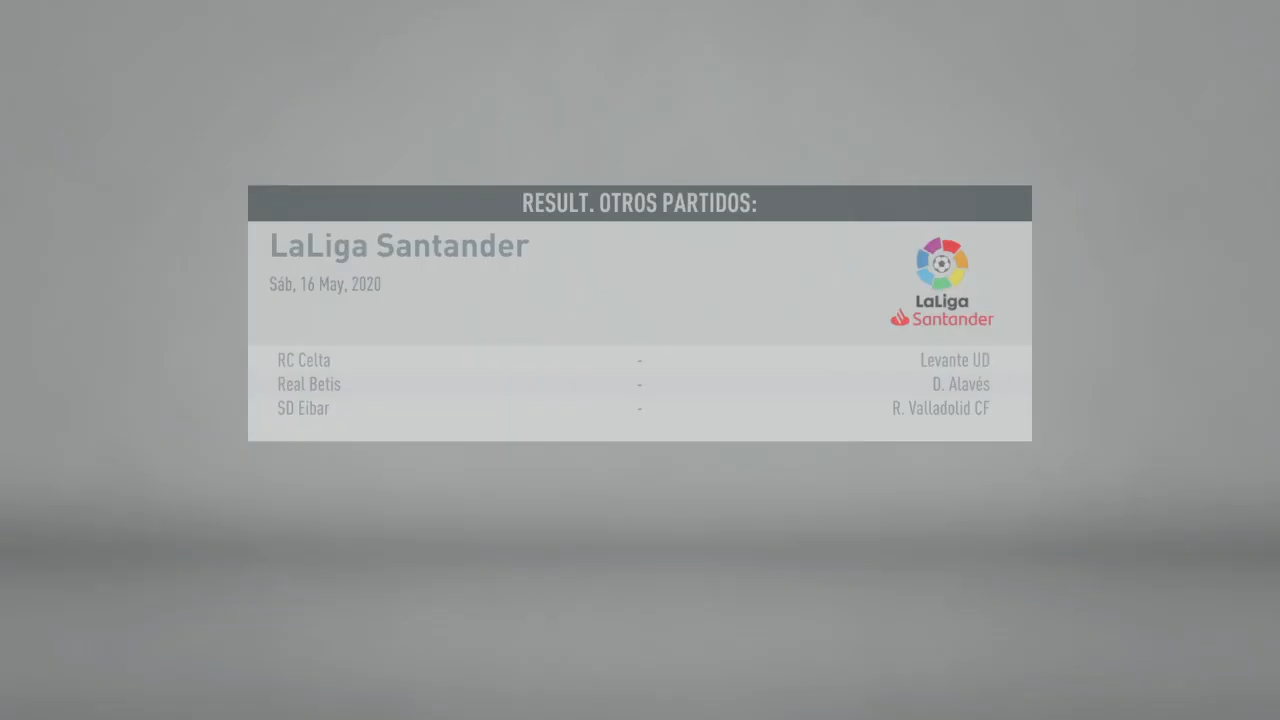 RESULT. OTROS PARTIDOS:
LaLiga Santander
Sáb, 16 May, 2020
LaLiga
Santander
RC Celta - Levante UD
Real Betis - D. Alavés
SD Eibar - R. Valladolid CF